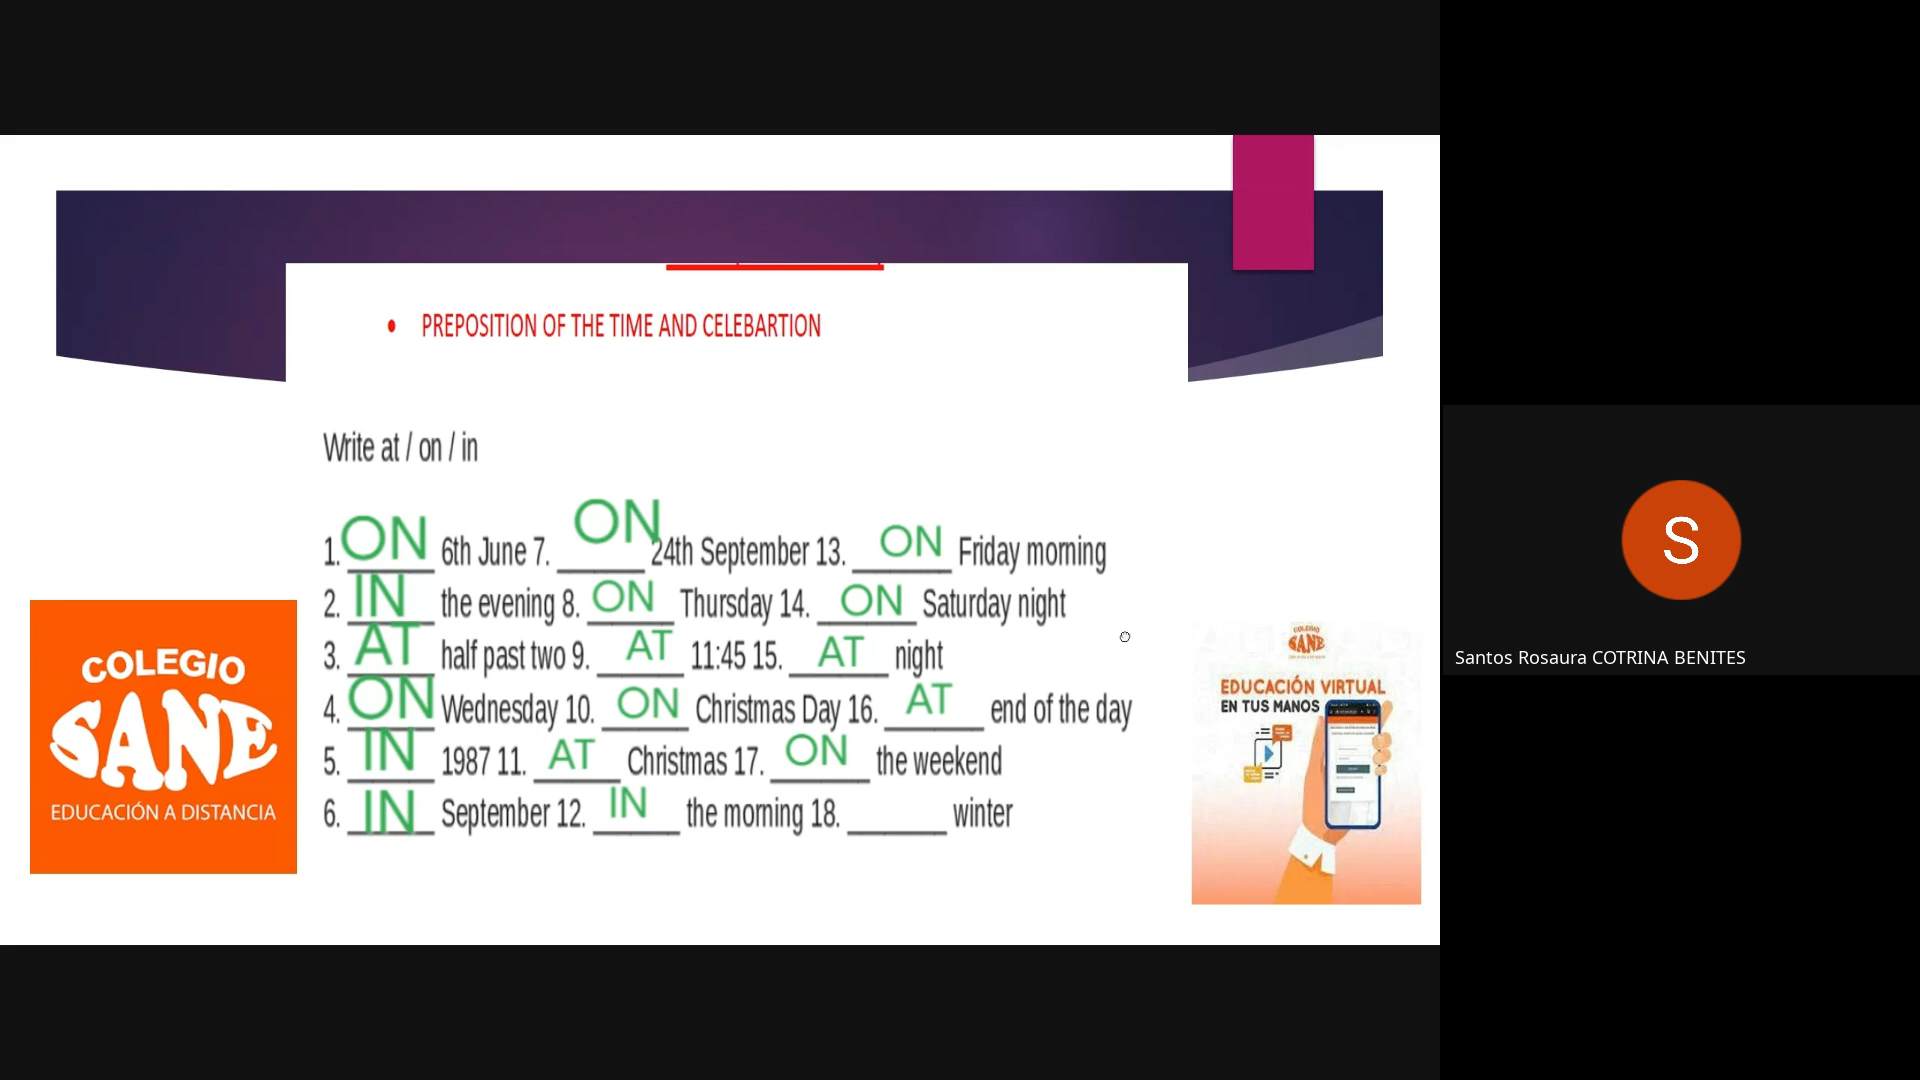 PREPOSITION OF THE TIME AND CELEBARTION
Write at / on / in
1. ON 6th June 7. ON 24th September 13. ON Friday morning
2. IN the evening 8. ON Thursday 14. ON Saturday night
3. AT half past two 9. AT 11:45 15. AT night
4. ON Wednesday 10. ON Christmas Day 16. AT end of the day
5. IN 1987 11. AT Christmas 17. ON the weekend
6. IN September 12. IN the morning 18. ________ winter
COLEGIO
SANE
EDUCACIÓN A DISTANCIA
COLEGIO
SANE
EDUCACIÓN VIRTUAL
EN TUS MANOS
S
Santos Rosaura COTRINA BENITES